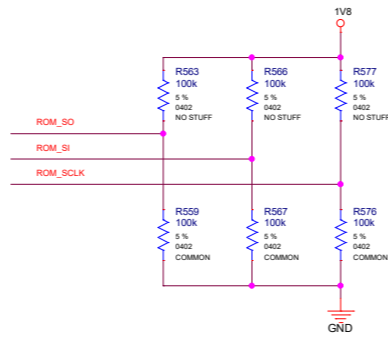 1V8
R563
100k
5 %
0402
NO STUFF
R566
100k
5 %
0402
NO STUFF
R577
100k
5 %
0402
NO STUFF
ROM_SO
ROM_SI
ROM_SCLK
R559
100k
5 %
0402
COMMON
R567
100k
5 %
0402
COMMON
R576
100k
5 %
0402
COMMON
GND